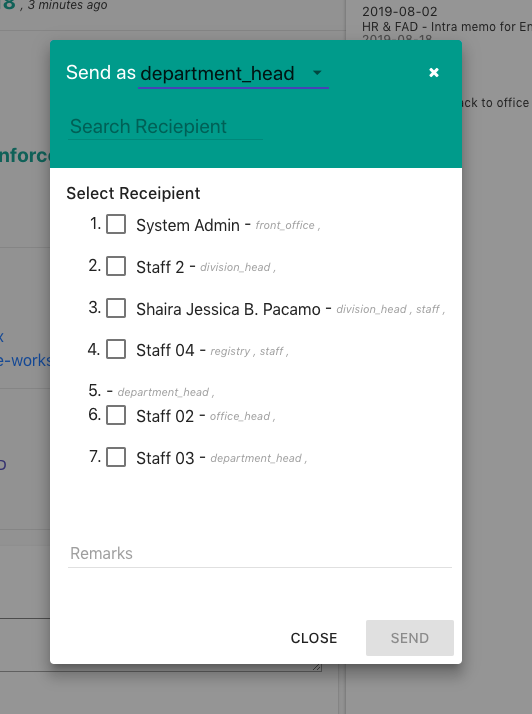 8 , 3 minutes ago
2019-08-02
HR & FAD - Intra memo for En
2019-08-18
ck to office
Send as department_head
✖
Search Reciepient
nforc
Select Receipient
1. System Admin - front_office ,
2. Staff 2 - division_head ,
3. Shaira Jessica B. Pacamo - division_head , staff ,
x
4. Staff 04 - registry , staff ,
e-works
5. - department_head ,
6. Staff 02 - office_head ,
7. Staff 03 - department_head ,
Remarks
CLOSE
SEND